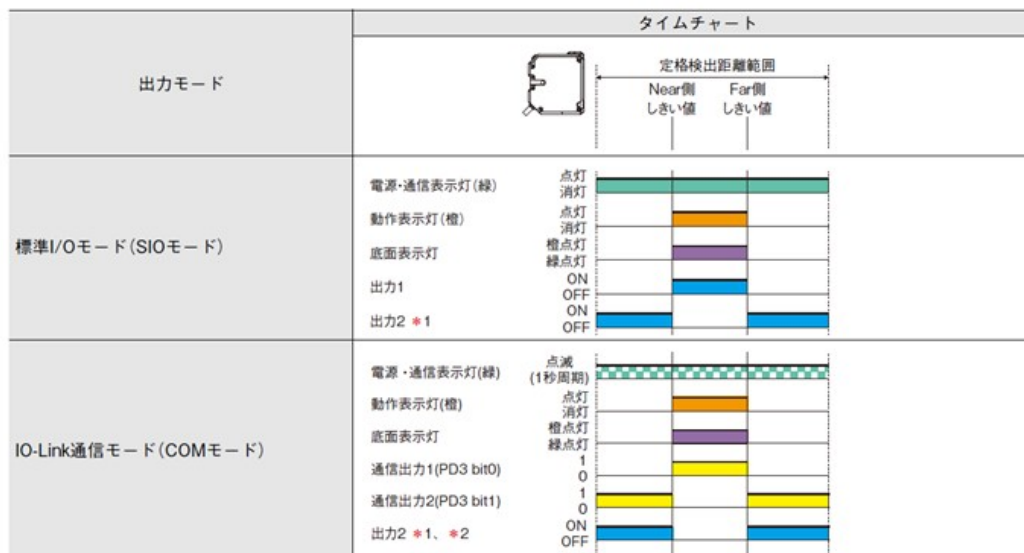 タイムチャート
出力モード
定格検出距離範囲
Near側 Far側
しきい値 しきい値
標準I/Oモード(SIOモード)
電源・通信表示灯(緑) 点灯
消灯
動作表示灯(橙) 点灯
消灯
底面表示灯 橙点灯
緑点灯
出力1 ON
OFF
出力2 *1 ON
OFF
IO-Link通信モード(COMモード)
電源・通信表示灯(緑) 点滅
(1秒周期)
動作表示灯(橙) 点灯
消灯
底面表示灯 橙点灯
緑点灯
通信出力1(PD3 bit0) 1
0
通信出力2(PD3 bit1) 1
0
出力2 *1、*2 ON
OFF